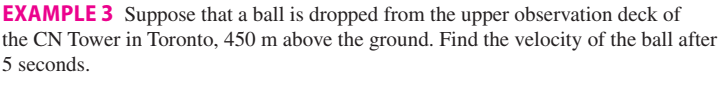 EXAMPLE 3 Suppose that a ball is dropped from the upper observation deck of
the CN Tower in Toronto, 450 m above the ground. Find the velocity of the ball after
5 seconds.